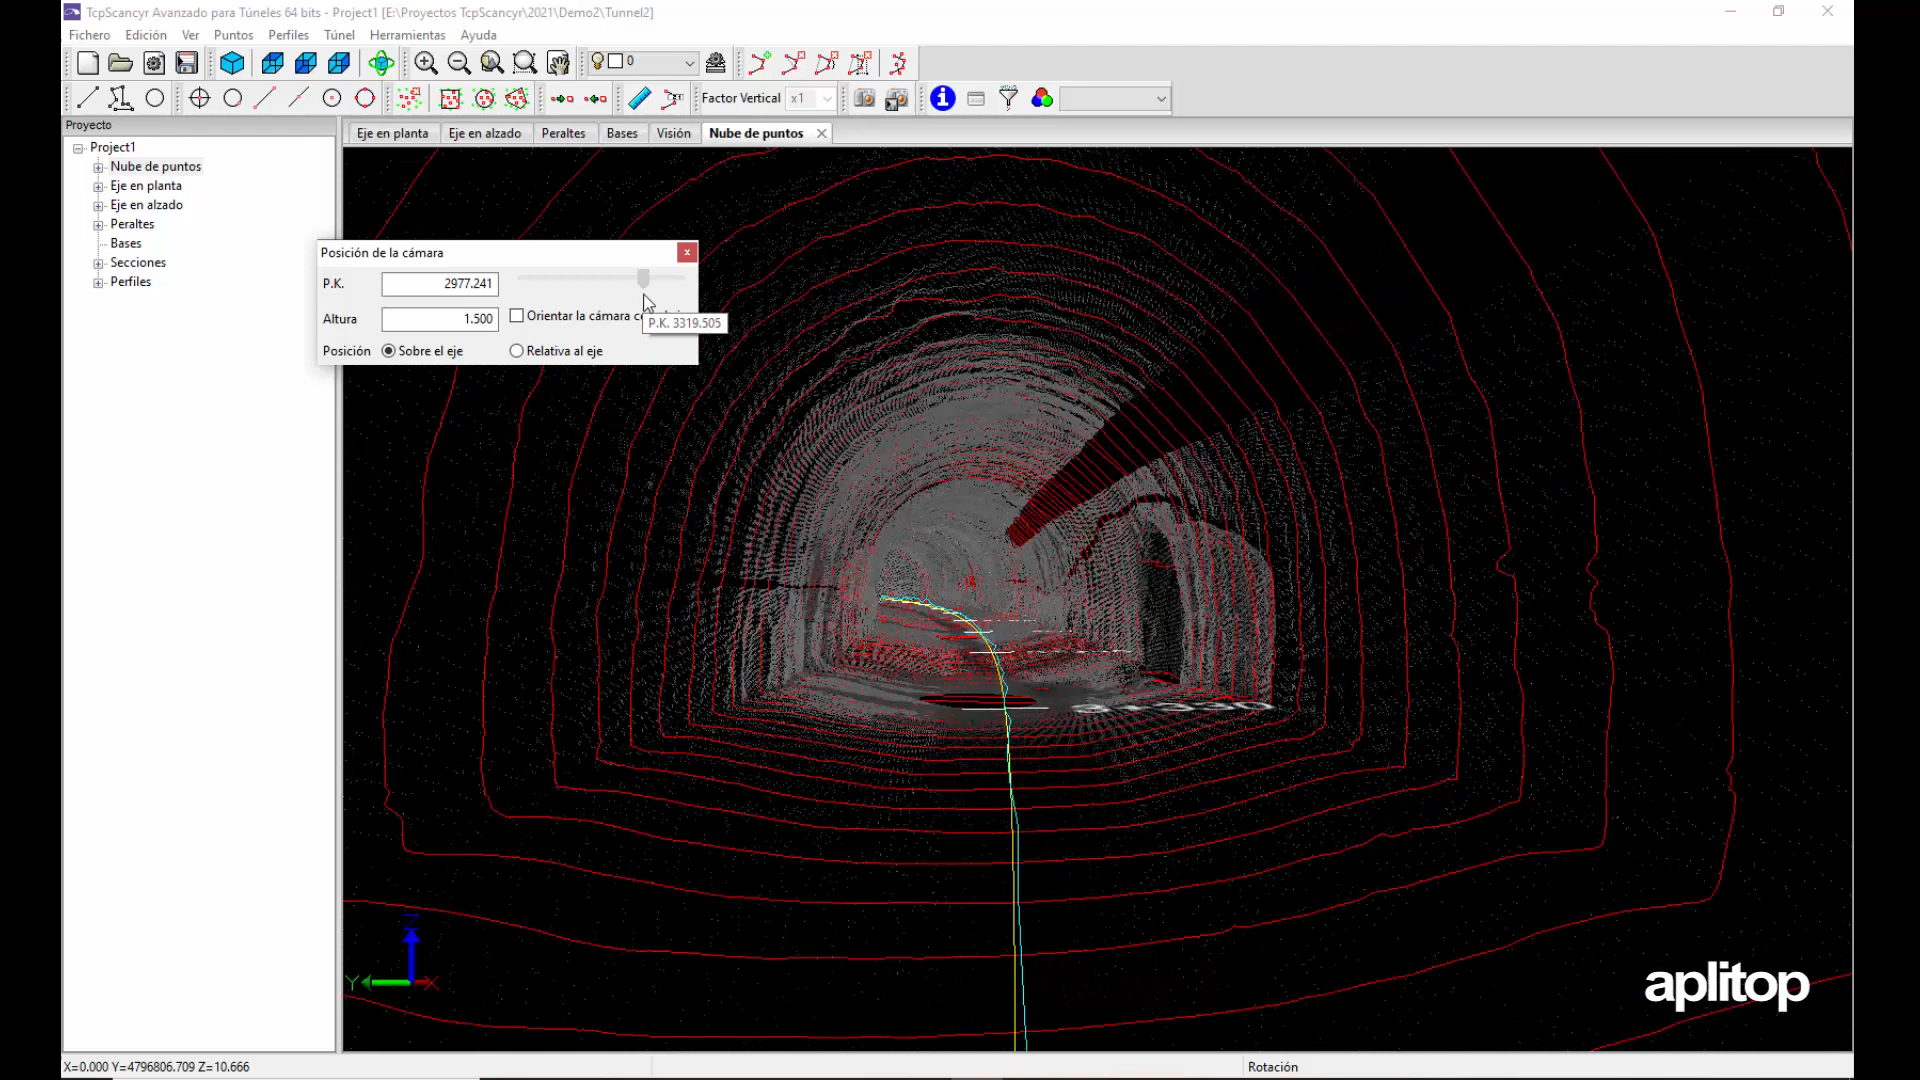 TcpScancyr Avanzado para Túneles 64 bits - Project1 [E:\Proyectos TcpScancyr\2021\Demo2\Tunnel2]
Fichero Edición Ver Puntos Perfiles Túnel Herramientas Ayuda
0
Factor Vertical x1
Proyecto
Eje en planta Eje en alzado Peraltes Bases Visión Nube de puntos
Project1
Nube de puntos
Eje en planta
Eje en alzado
Peraltes
Bases
Secciones
Perfiles
Posición de la cámara
P.K. 2977.241
Altura 1.500 Orientar la cámara
P.K. 3319.505
Posición Sobre el eje Relativa al eje
Z
Y X
aplitop
X=0.000 Y=4796806.709 Z=10.666
Rotación